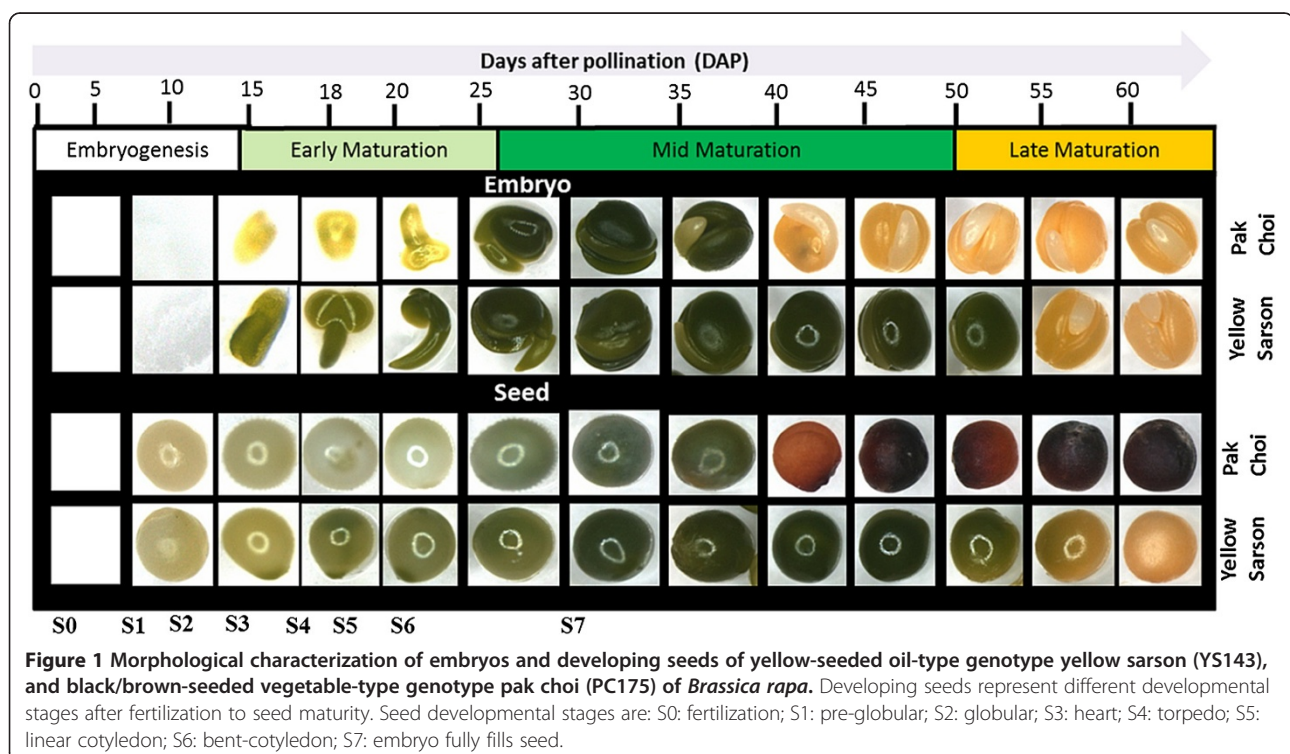 Days after pollination (DAP)
0 5 10 15 18 20 25 30 35 40 45 50 55 60
Embryogenesis Early Maturation Mid Maturation Late Maturation
Embryo
Pak Choi
Yellow Sarson
Seed
Pak Choi
Yellow Sarson
S0 S1 S2 S3 S4 S5 S6 S7
Figure 1 Morphological characterization of embryos and developing seeds of yellow-seeded oil-type genotype yellow sarson (YS143),
and black/brown-seeded vegetable-type genotype pak choi (PC175) of Brassica rapa. Developing seeds represent different developmental
stages after fertilization to seed maturity. Seed developmental stages are: S0: fertilization; S1: pre-globular; S2: globular; S3: heart; S4: torpedo; S5:
linear cotyledon; S6: bent-cotyledon; S7: embryo fully fills seed.